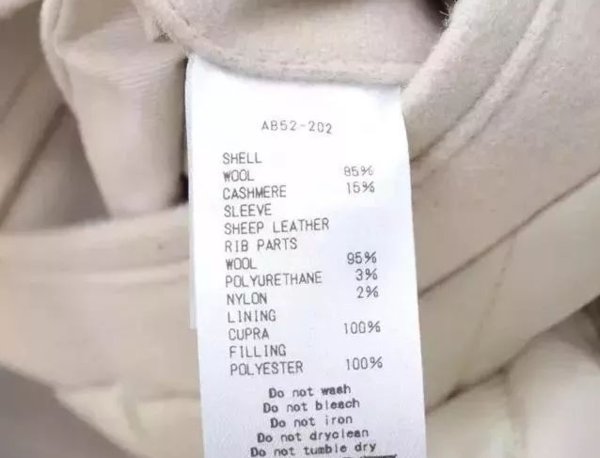 AB52-202
SHELL
WOOL 85%
CASHMERE 15%
SLEEVE
SHEEP LEATHER
RIB PARTS
WOOL 95%
POLYURETHANE 3%
NYLON 2%
LINING
CUPRA 100%
FILLING
POLYESTER 100%
Do not wash
Do not bleach
Do not iron
Do not dryclean
Do not tumble dry